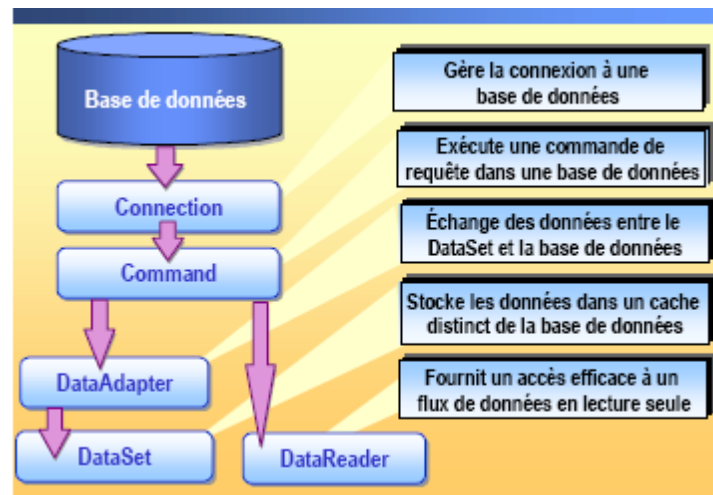 Base de données
Connection
Command
DataAdapter
DataSet
DataReader
Gère la connexion à une
base de données
Exécute une commande de
requête dans une base de données
Échange des données entre le
DataSet et la base de données
Stocke les données dans un cache
distinct de la base de données
Fournit un accès efficace à un
flux de données en lecture seule